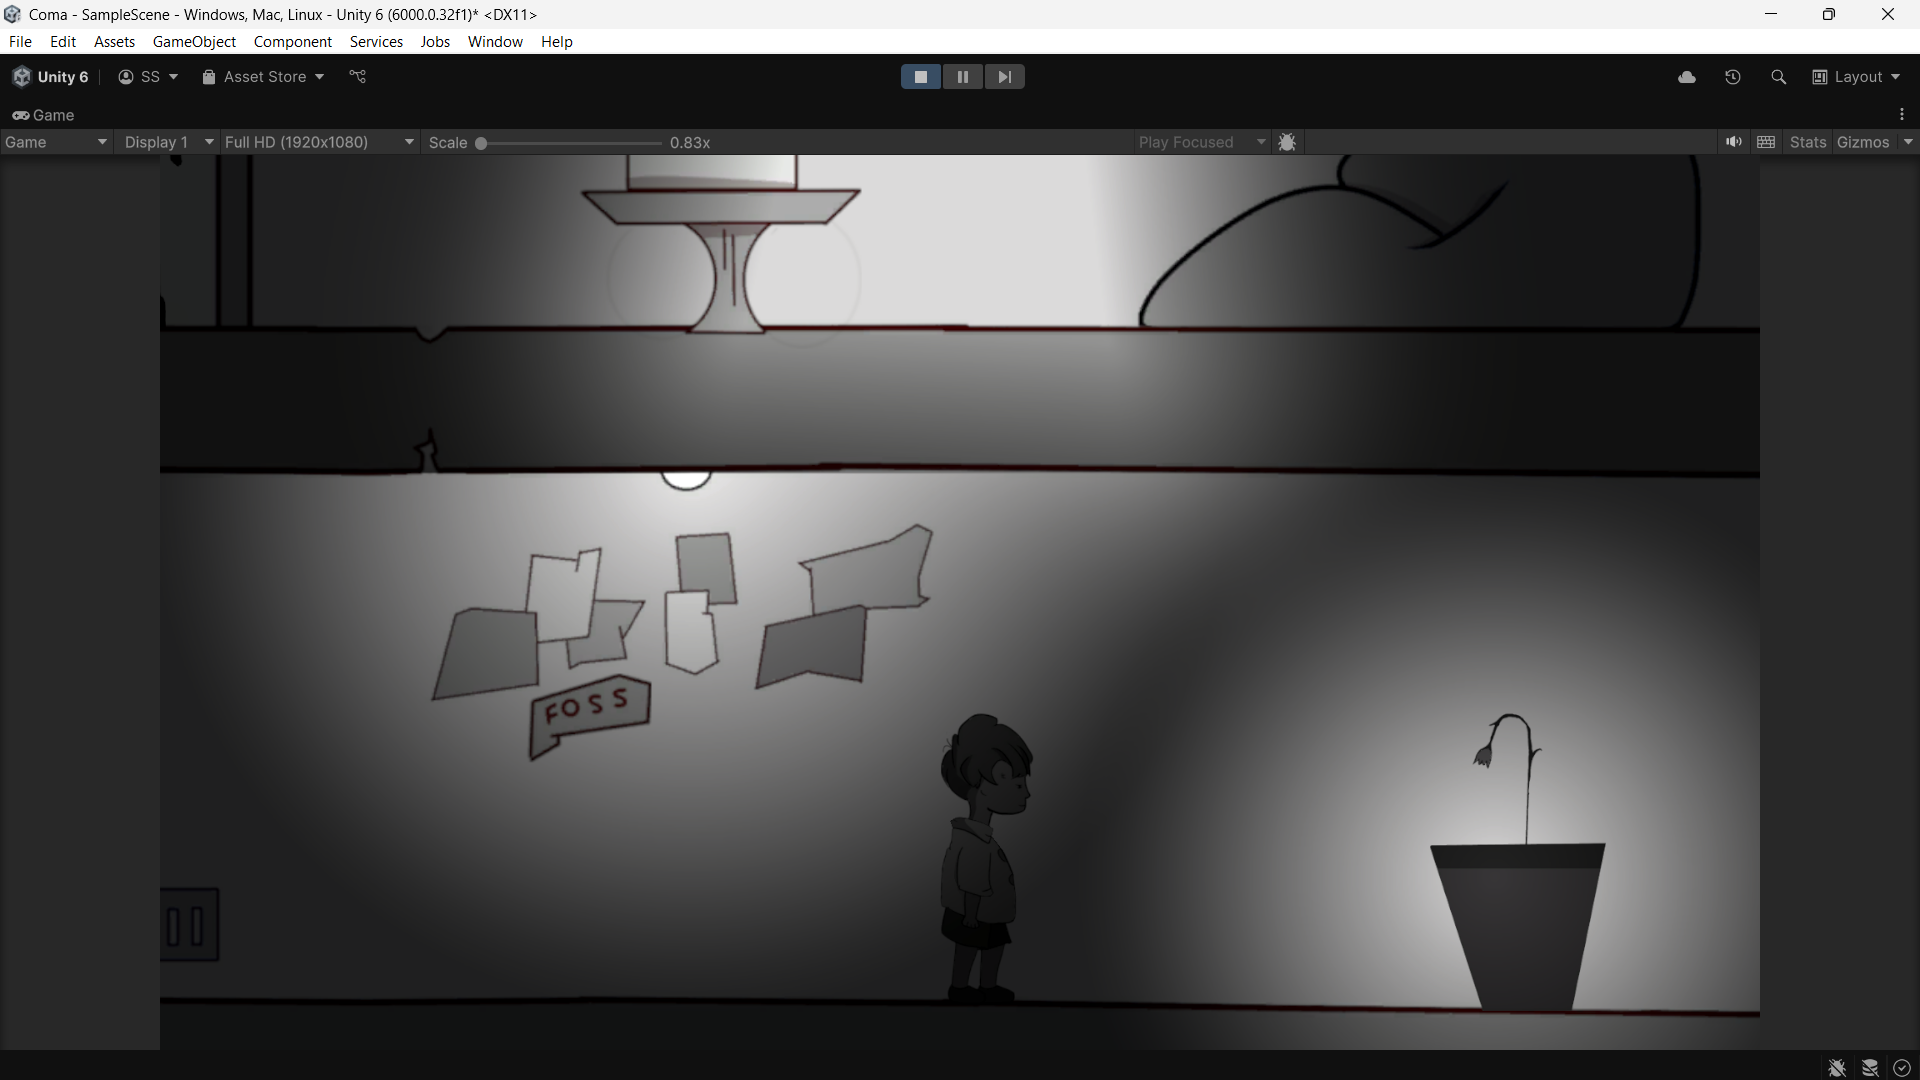 Coma - SampleScene - Windows, Mac, Linux - Unity 6 (6000.0.32f1)* <DX11>
File Edit Assets GameObject Component Services Jobs Window Help
Unity 6 SS Asset Store Layout
Game
Game Display 1 Full HD (1920x1080) Scale 0.83x Play Focused Stats Gizmos
FOSS